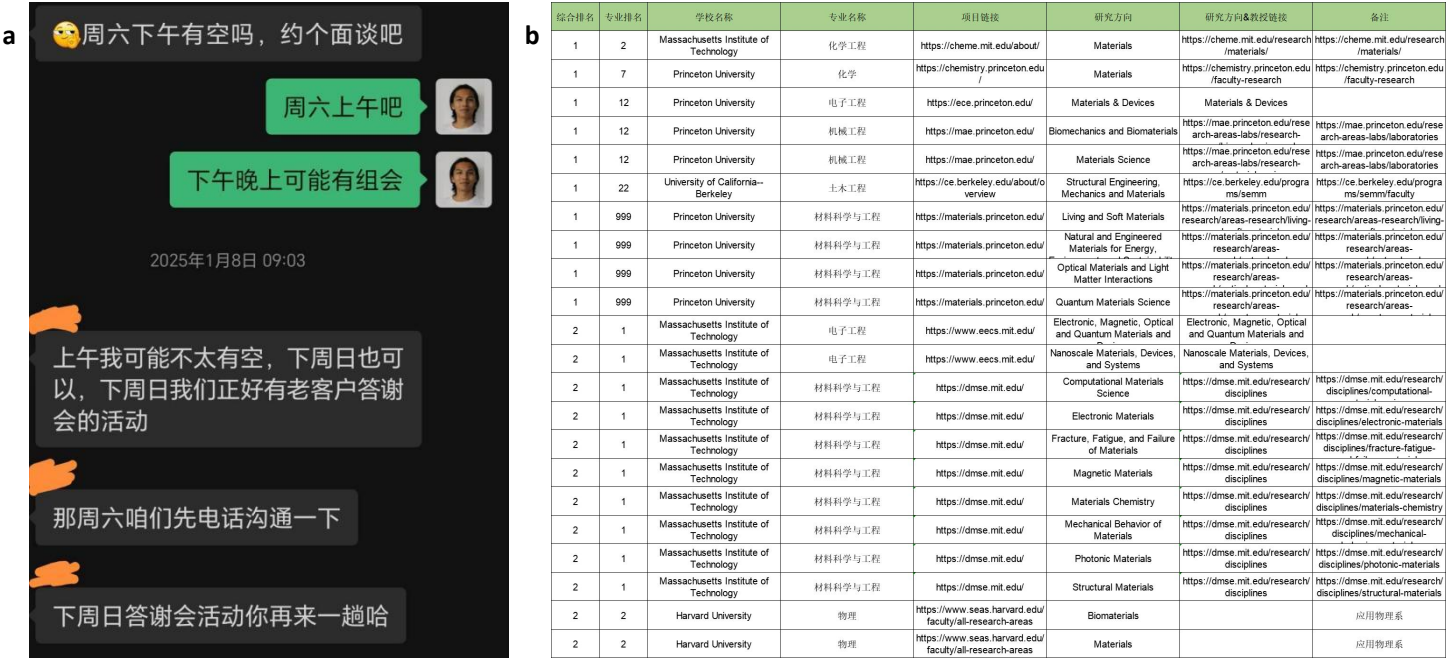 a
周六下午有空吗，约个面谈吧
周六上午吧
下午晚上可能有组会
2025年1月8日 09:03
上午我可能不太有空，下周日也可
以，下周日我们正好有老客户答谢
会的活动
那周六咱们先电话沟通一下
下周日答谢会活动你再来一趟哈
b
综合排名 专业排名 学校名称 专业名称 项目链接 研究方向 研究方向&教授链接 备注
1 2 Massachusetts Institute of Technology 化学工程 https://cheme.mit.edu/about/ Materials https://cheme.mit.edu/research/materials/ https://cheme.mit.edu/research/materials/
1 7 Princeton University 化学 https://chemistry.princeton.edu/ Materials https://chemistry.princeton.edu/faculty-research https://chemistry.princeton.edu/faculty-research
1 12 Princeton University 电子工程 https://ece.princeton.edu/ Materials & Devices Materials & Devices
1 12 Princeton University 机械工程 https://mae.princeton.edu/ Biomechanics and Biomaterials https://mae.princeton.edu/research-areas-labs/research- https://mae.princeton.edu/research-areas-labs/laboratories
1 12 Princeton University 机械工程 https://mae.princeton.edu/ Materials Science https://mae.princeton.edu/research-areas-labs/research- https://mae.princeton.edu/research-areas-labs/laboratories
1 22 University of California--Berkeley 土木工程 https://ce.berkeley.edu/about/overview Structural Engineering, Mechanics and Materials https://ce.berkeley.edu/programs/semm https://ce.berkeley.edu/programs/semm/faculty
1 999 Princeton University 材料科学与工程 https://materials.princeton.edu/ Living and Soft Materials https://materials.princeton.edu/research/areas-research/living- https://materials.princeton.edu/research/areas-research/living-
1 999 Princeton University 材料科学与工程 https://materials.princeton.edu/ Natural and Engineered Materials for Energy, https://materials.princeton.edu/research/areas- https://materials.princeton.edu/research/areas-
1 999 Princeton University 材料科学与工程 https://materials.princeton.edu/ Optical Materials and Light Matter Interactions https://materials.princeton.edu/research/areas- https://materials.princeton.edu/research/areas-
1 999 Princeton University 材料科学与工程 https://materials.princeton.edu/ Quantum Materials Science https://materials.princeton.edu/research/areas- https://materials.princeton.edu/research/areas-
2 1 Massachusetts Institute of Technology 电子工程 https://www.eecs.mit.edu/ Electronic, Magnetic, Optical and Quantum Materials and Electronic, Magnetic, Optical and Quantum Materials and
2 1 Massachusetts Institute of Technology 电子工程 https://www.eecs.mit.edu/ Nanoscale Materials, Devices, and Systems Nanoscale Materials, Devices, and Systems
2 1 Massachusetts Institute of Technology 材料科学与工程 https://dmse.mit.edu/ Computational Materials Science https://dmse.mit.edu/research/disciplines https://dmse.mit.edu/research/disciplines/computational-
2 1 Massachusetts Institute of Technology 材料科学与工程 https://dmse.mit.edu/ Electronic Materials https://dmse.mit.edu/research/disciplines https://dmse.mit.edu/research/disciplines/electronic-materials
2 1 Massachusetts Institute of Technology 材料科学与工程 https://dmse.mit.edu/ Fracture, Fatigue, and Failure of Materials https://dmse.mit.edu/research/disciplines https://dmse.mit.edu/research/disciplines/fracture-fatigue-
2 1 Massachusetts Institute of Technology 材料科学与工程 https://dmse.mit.edu/ Magnetic Materials https://dmse.mit.edu/research/disciplines https://dmse.mit.edu/research/disciplines/magnetic-materials
2 1 Massachusetts Institute of Technology 材料科学与工程 https://dmse.mit.edu/ Materials Chemistry https://dmse.mit.edu/research/disciplines https://dmse.mit.edu/research/disciplines/materials-chemistry
2 1 Massachusetts Institute of Technology 材料科学与工程 https://dmse.mit.edu/ Mechanical Behavior of Materials https://dmse.mit.edu/research/disciplines https://dmse.mit.edu/research/disciplines/mechanical-
2 1 Massachusetts Institute of Technology 材料科学与工程 https://dmse.mit.edu/ Photonic Materials https://dmse.mit.edu/research/disciplines https://dmse.mit.edu/research/disciplines/photonic-materials
2 1 Massachusetts Institute of Technology 材料科学与工程 https://dmse.mit.edu/ Structural Materials https://dmse.mit.edu/research/disciplines https://dmse.mit.edu/research/disciplines/structural-materials
2 2 Harvard University 物理 https://www.seas.harvard.edu/faculty/all-research-areas Biomaterials 应用物理系
2 2 Harvard University 物理 https://www.seas.harvard.edu/faculty/all-research-areas Materials 应用物理系